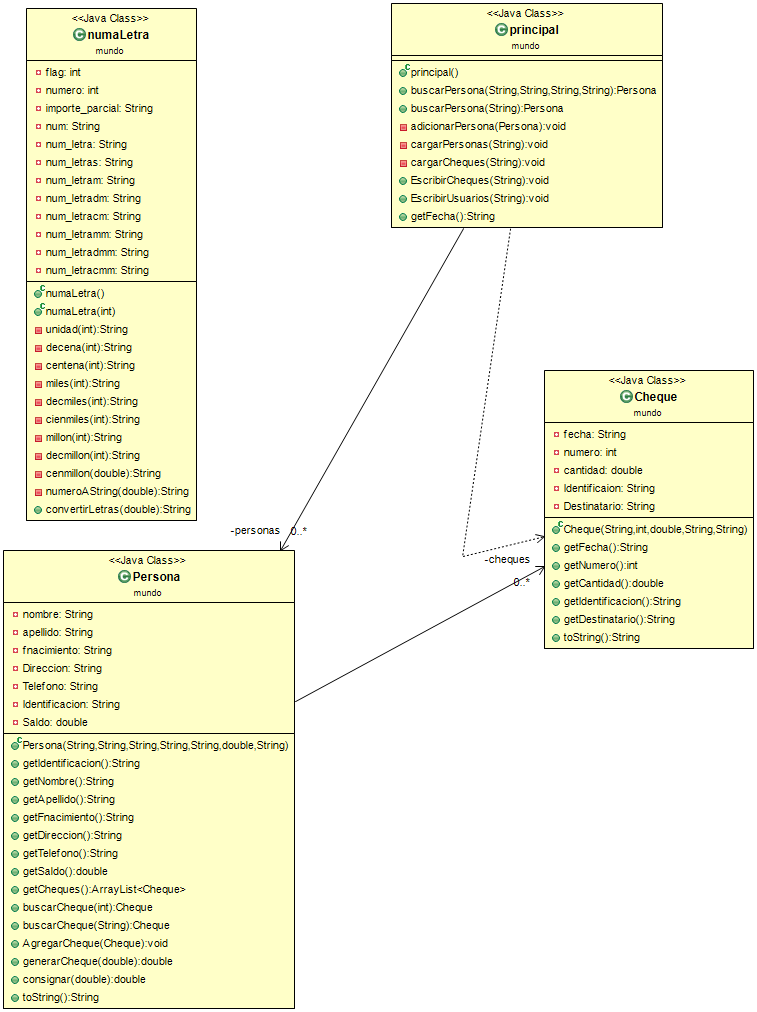 <<Java Class>>
numaLetra
mundo
flag: int
numero: int
importe_parcial: String
num: String
num_letra: String
num_letras: String
num_letram: String
num_letradm: String
num_letracm: String
num_letramm: String
num_letradmm: String
num_letracmm: String
numaLetra()
numaLetra(int)
unidad(int):String
decena(int):String
centena(int):String
miles(int):String
decmiles(int):String
cienmiles(int):String
millon(int):String
decmillon(int):String
cenmillon(double):String
numeroAString(double):String
convertirLetras(double):String
<<Java Class>>
principal
mundo
principal()
buscarPersona(String,String,String,String):Persona
buscarPersona(String):Persona
adicionarPersona(Persona):void
cargarPersonas(String):void
cargarCheques(String):void
EscribirCheques(String):void
EscribirUsuarios(String):void
getFecha():String
<<Java Class>>
Cheque
mundo
fecha: String
numero: int
cantidad: double
Identificaion: String
Destinatario: String
Cheque(String,int,double,String,String)
getFecha():String
getNumero():int
getCantidad():double
getIdentificacion():String
getDestinatario():String
toString():String
-personas 0..*
-cheques
0..*
<<Java Class>>
Persona
mundo
nombre: String
apellido: String
fnacimiento: String
Direccion: String
Telefono: String
Identificacion: String
Saldo: double
Persona(String,String,String,String,String,double,String)
getIdentificacion():String
getNombre():String
getApellido():String
getFnacimiento():String
getDireccion():String
getTelefono():String
getSaldo():double
getCheques():ArrayList<Cheque>
buscarCheque(int):Cheque
buscarCheque(String):Cheque
AgregarCheque(Cheque):void
generarCheque(double):double
consignar(double):double
toString():String